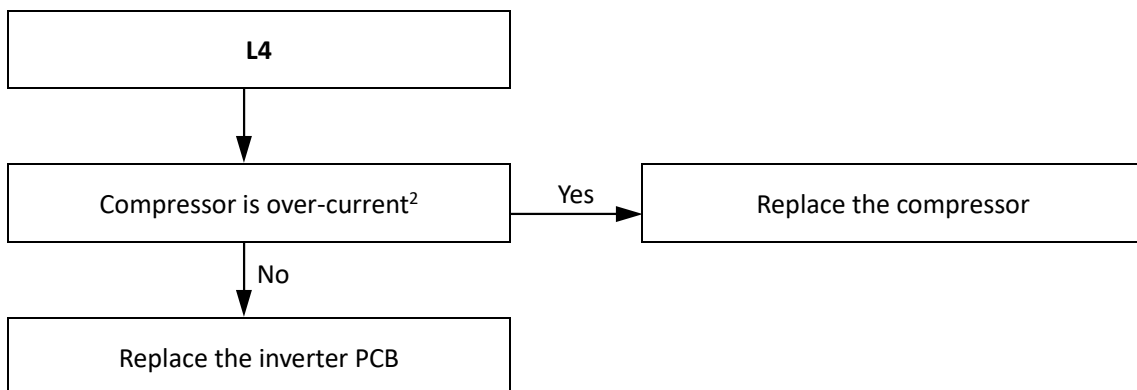 L4
Compressor is over-current²
Yes
Replace the compressor
No
Replace the inverter PCB